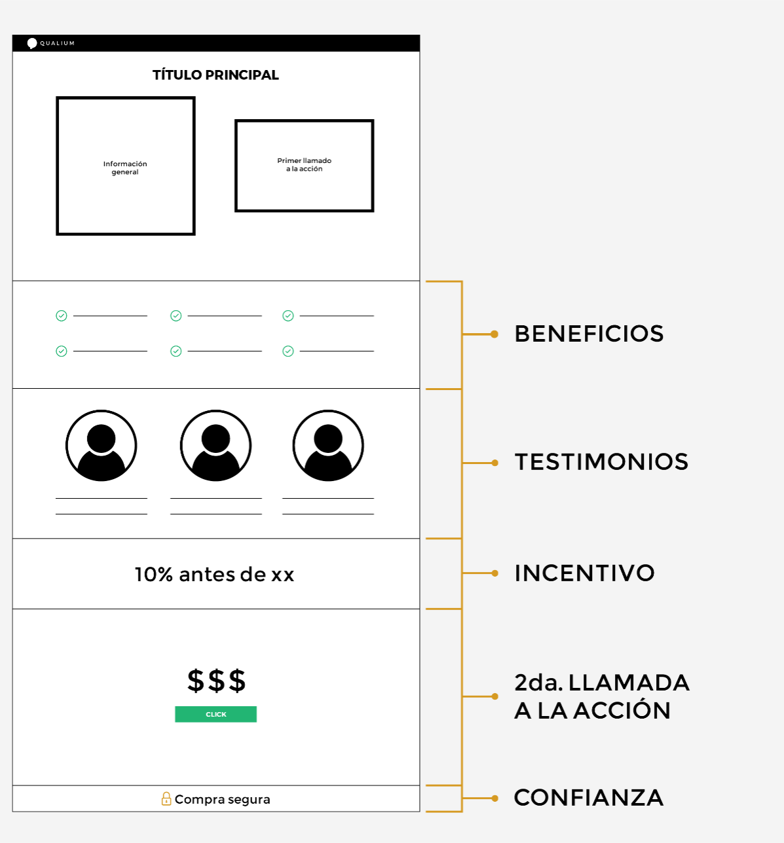 QUALIUM
TÍTULO PRINCIPAL
Información
general
Primer llamado
a la acción
BENEFICIOS
TESTIMONIOS
10% antes de xx
INCENTIVO
$$$
CLICK
2da. LLAMADA
A LA ACCIÓN
Compra segura
CONFIANZA